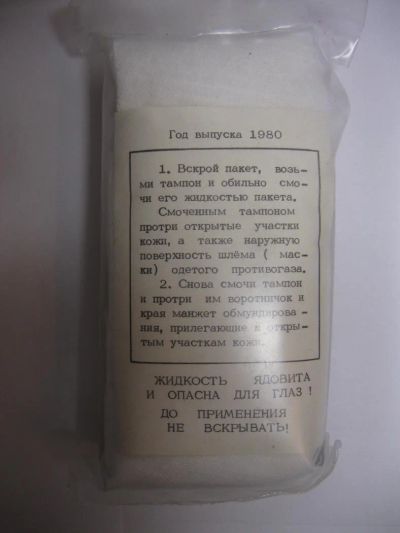 Год выпуска 1980
1. Вскрой пакет, возь-
ми тампон и обильно смо-
чи его жидкостью пакета.
Смоченным тампоном
протри открытые участки
кожи, а также наружную
поверхность шлёма ( мас-
ки) одетого противогаза.
2. Снова смочи тампон
и протри им воротничок и
края манжет обмундирова-
ния, прилегающие к откры-
тым участкам кожи.
ЖИДКОСТЬ ЯДОВИТА
И ОПАСНА ДЛЯ ГЛАЗ!
ДО ПРИМЕНЕНИЯ
НЕ ВСКРЫВАТЬ!